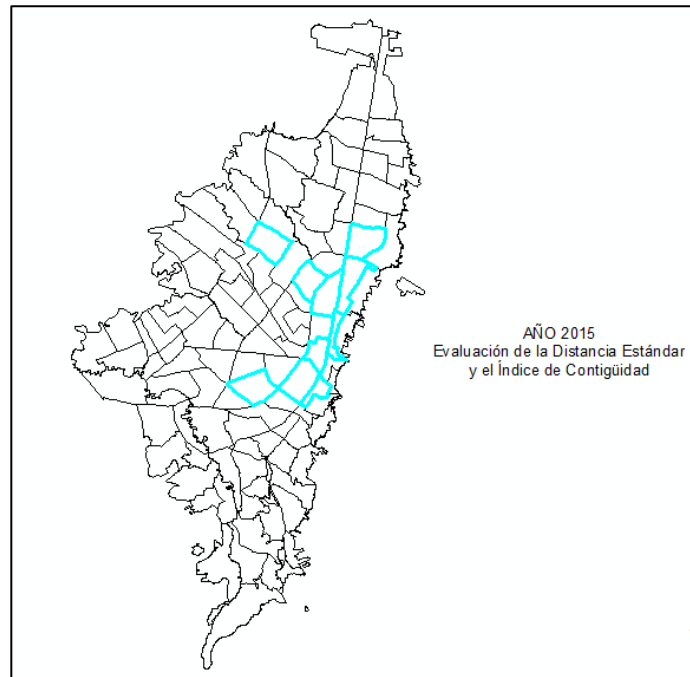 AÑO 2015
Evaluación de la Distancia Estándar
y el Índice de Contigüidad